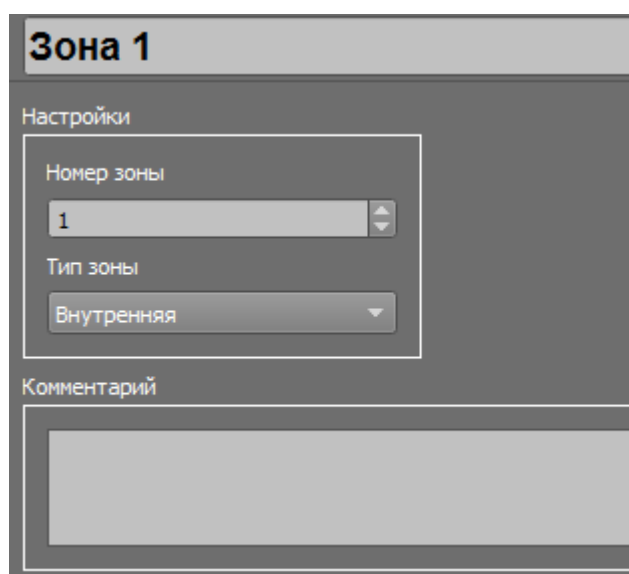 Зона 1
Настройки
Номер зоны
1
Тип зоны
Внутренняя
Комментарий